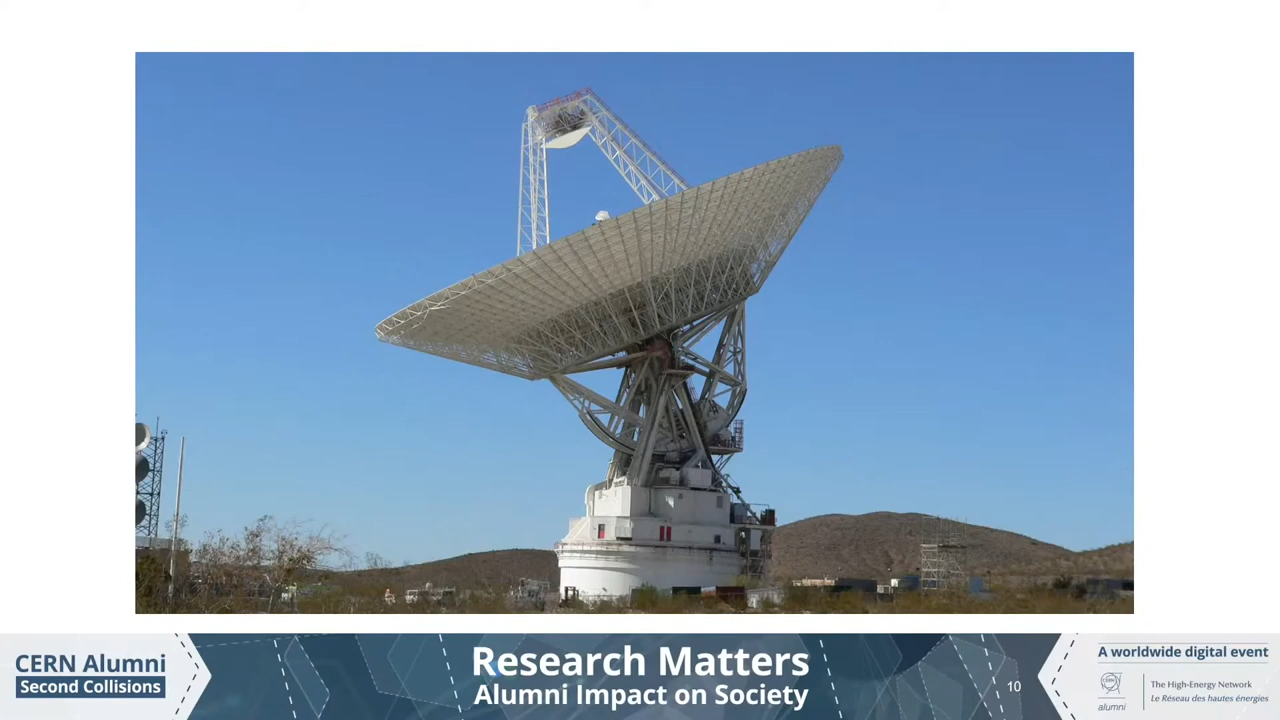 CERN Alumni
Second Collisions
Research Matters
Alumni Impact on Society
10
A worldwide digital event
CERN
alumni
The High-Energy Network
Le Réseau des hautes énergies